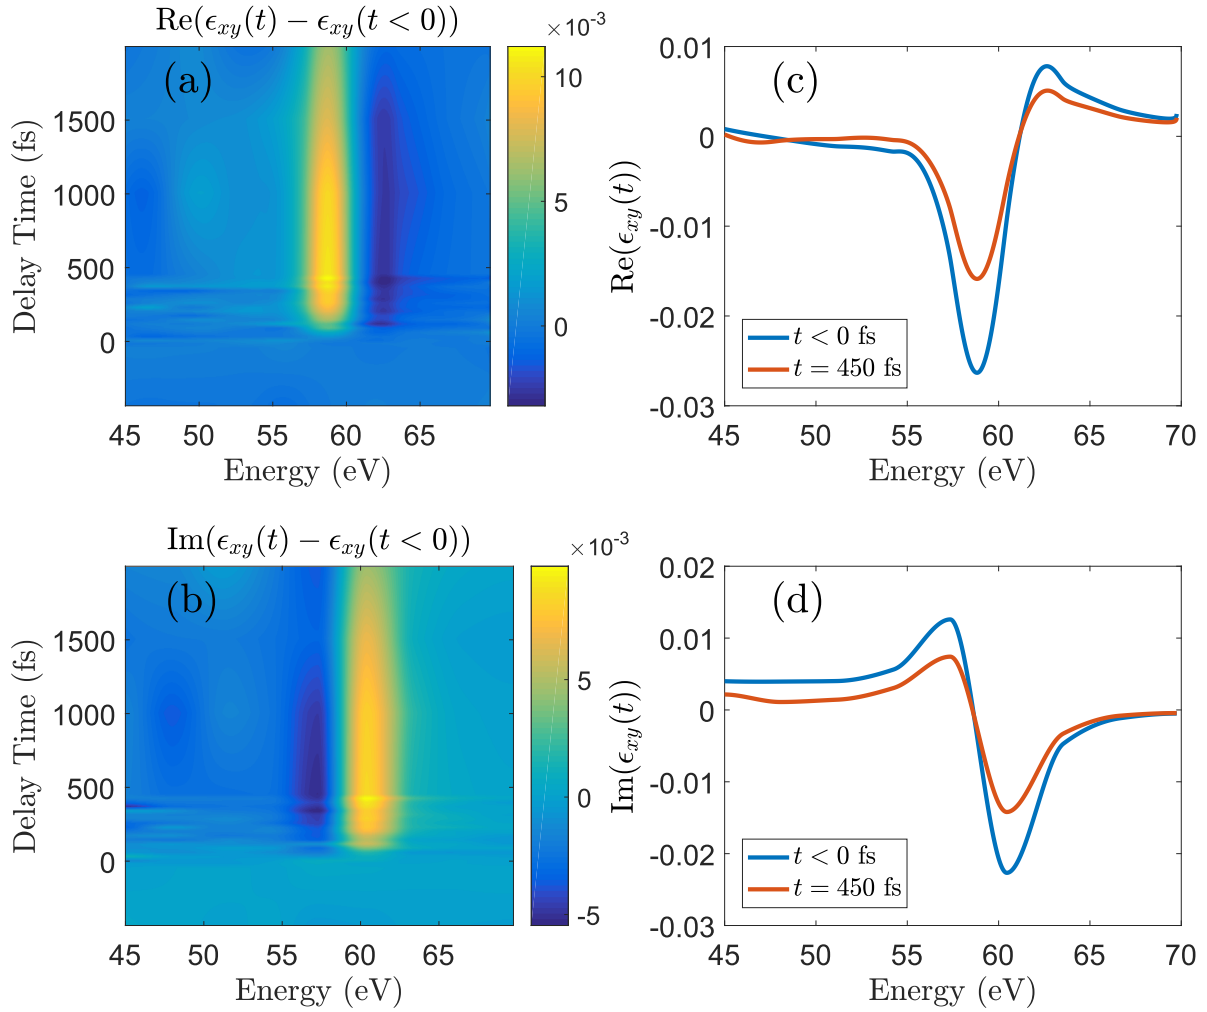 Re(ϵxy(t) − ϵxy(t < 0))
×10-3
(a)
1500
1000
500
0
Delay Time (fs)
45 50 55 60 65
Energy (eV)
10
5
0
(c)
0.01
0
-0.01
-0.02
-0.03
Re(ϵxy(t))
t < 0 fs
t = 450 fs
45 50 55 60 65 70
Energy (eV)
Im(ϵxy(t) − ϵxy(t < 0))
×10-3
(b)
1500
1000
500
0
Delay Time (fs)
45 50 55 60 65
Energy (eV)
5
0
-5
(d)
0.02
0.01
0
-0.01
-0.02
-0.03
Im(ϵxy(t))
t < 0 fs
t = 450 fs
45 50 55 60 65 70
Energy (eV)